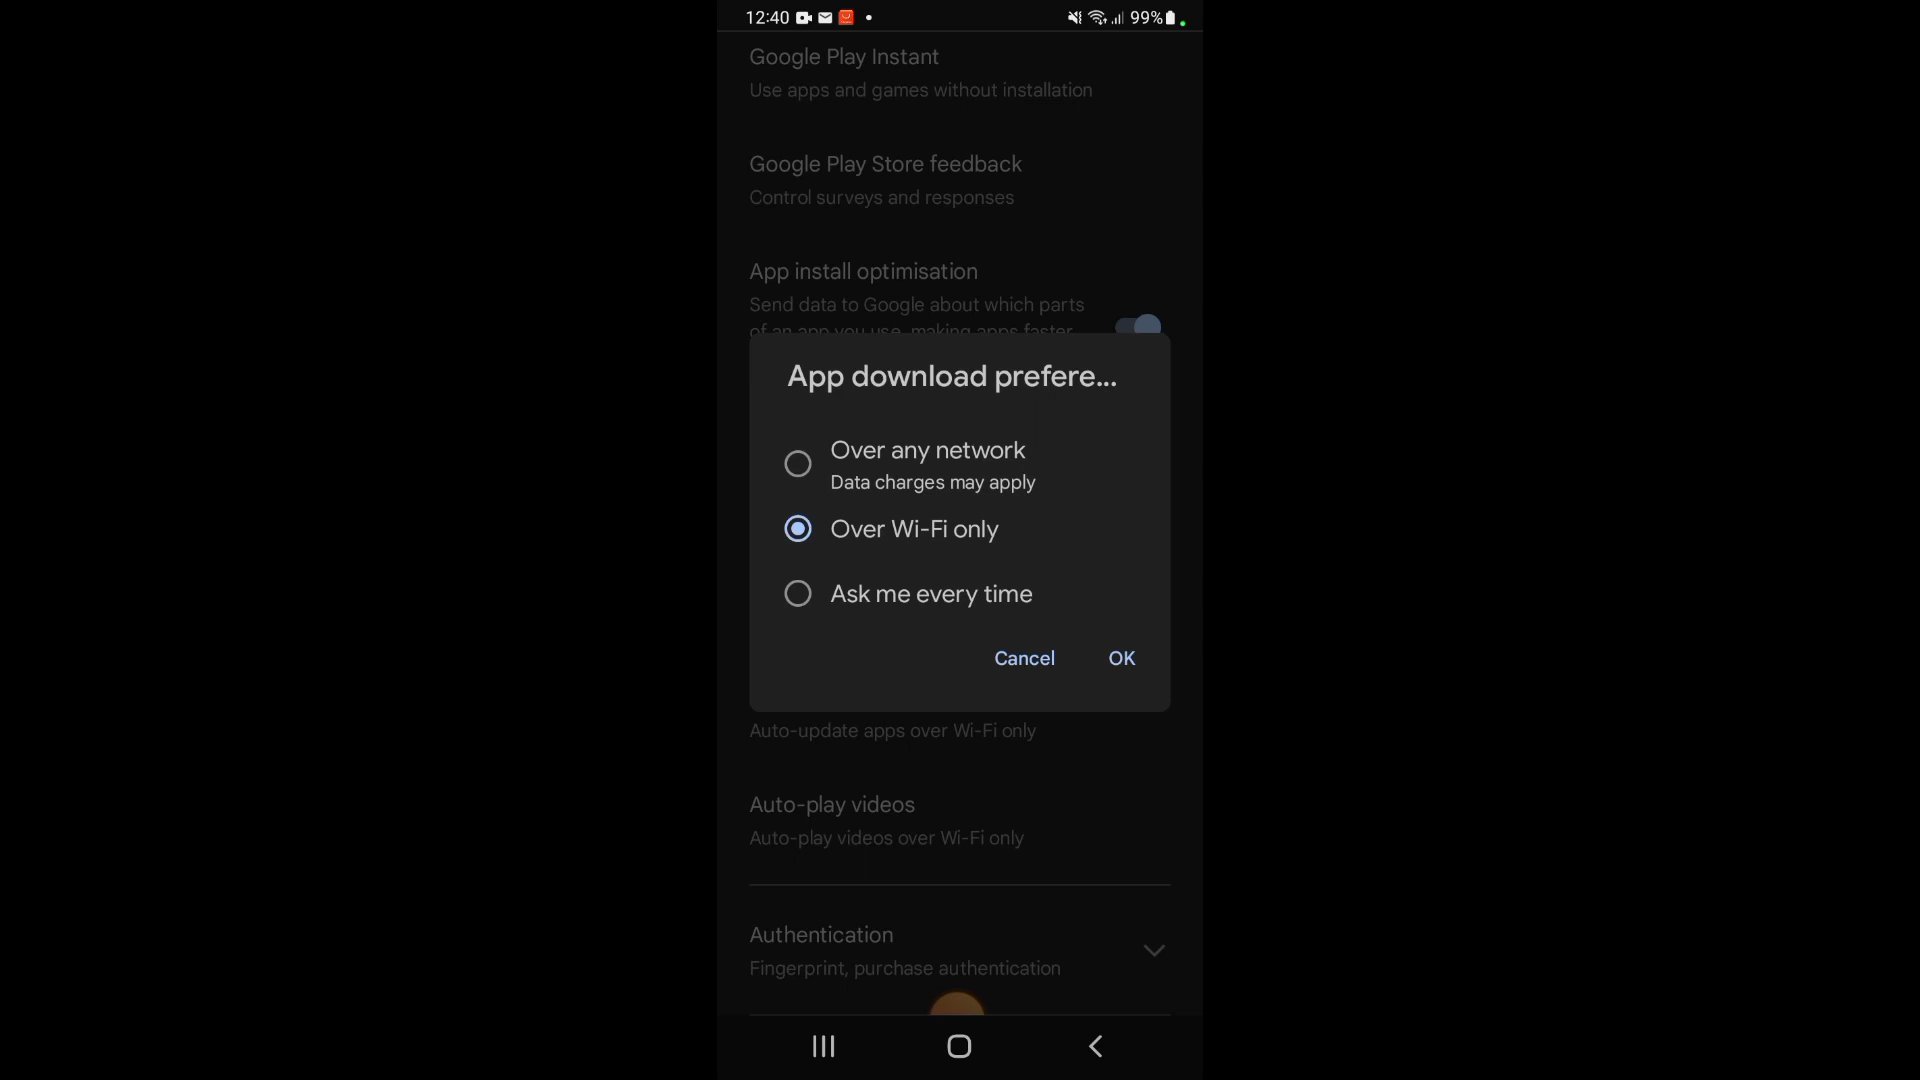 12:40 99%
Google Play Instant
Use apps and games without installation
Google Play Store feedback
Control surveys and responses
App install optimisation
Send data to Google about which parts
of an app you use, making apps faster
App download prefere...
Over any network
Data charges may apply
Over Wi-Fi only
Ask me every time
Cancel OK
Auto-update apps over Wi-Fi only
Auto-play videos
Auto-play videos over Wi-Fi only
Authentication
Fingerprint, purchase authentication